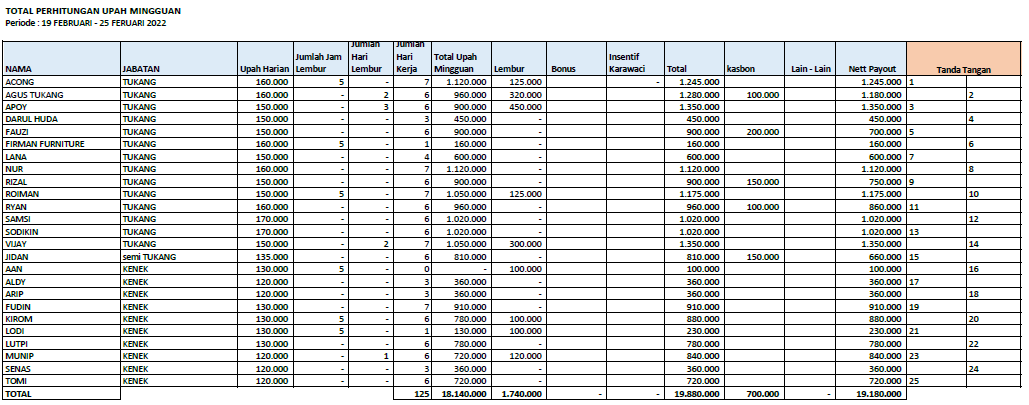 TOTAL PERHITUNGAN UPAH MINGGUAN
Periode : 19 FEBRUARI - 25 FERUARI 2022
NAMA JABATAN Upah Harian Jumlah Jam Lembur Jumlah Hari Lembur Jumlah Hari Kerja Total Upah Mingguan Lembur Bonus Insentif Karawaci Total kasbon Lain - Lain Nett Payout Tanda Tangan
ACONG TUKANG 160.000 5 - 7 1.120.000 125.000 - 1.245.000 1.245.000 1
AGUS TUKANG TUKANG 160.000 - 2 6 960.000 320.000 1.280.000 100.000 1.180.000 2
APOY TUKANG 150.000 - 3 6 900.000 450.000 1.350.000 1.350.000 3
DARUL HUDA TUKANG 150.000 - - 3 450.000 - 450.000 450.000 4
FAUZI TUKANG 150.000 - - 6 900.000 - 900.000 200.000 700.000 5
FIRMAN FURNITURE TUKANG 160.000 5 - 1 160.000 - 160.000 160.000 6
LANA TUKANG 150.000 - - 4 600.000 - 600.000 600.000 7
NUR TUKANG 160.000 - - 7 1.120.000 - 1.120.000 1.120.000 8
RIZAL TUKANG 150.000 - - 6 900.000 - 900.000 150.000 750.000 9
ROIMAN TUKANG 150.000 5 - 7 1.050.000 125.000 1.175.000 1.175.000 10
RYAN TUKANG 160.000 - - 6 960.000 - 960.000 100.000 860.000 11
SAMSI TUKANG 170.000 - - 6 1.020.000 - 1.020.000 1.020.000 12
SODIKIN TUKANG 170.000 - - 6 1.020.000 - 1.020.000 1.020.000 13
VIJAY TUKANG 150.000 - 2 7 1.050.000 300.000 1.350.000 1.350.000 14
JIDAN semi TUKANG 135.000 - - 6 810.000 - 810.000 150.000 660.000 15
AAN KENEK 130.000 5 - 0 - 100.000 100.000 100.000 16
ALDY KENEK 120.000 - - 3 360.000 - 360.000 360.000 17
ARIP KENEK 120.000 - - 3 360.000 - 360.000 360.000 18
FUDIN KENEK 130.000 - - 7 910.000 - 910.000 910.000 19
KIROM KENEK 130.000 5 - 6 780.000 100.000 880.000 880.000 20
LODI KENEK 130.000 5 - 1 130.000 100.000 230.000 230.000 21
LUTPI KENEK 130.000 - - 6 780.000 - 780.000 780.000 22
MUNIP KENEK 120.000 - 1 6 720.000 120.000 840.000 840.000 23
SENAS KENEK 120.000 - - 3 360.000 - 360.000 360.000 24
TOMI KENEK 120.000 - - 6 720.000 - 720.000 720.000 25
TOTAL 125 18.140.000 1.740.000 - - 19.880.000 700.000 - 19.180.000